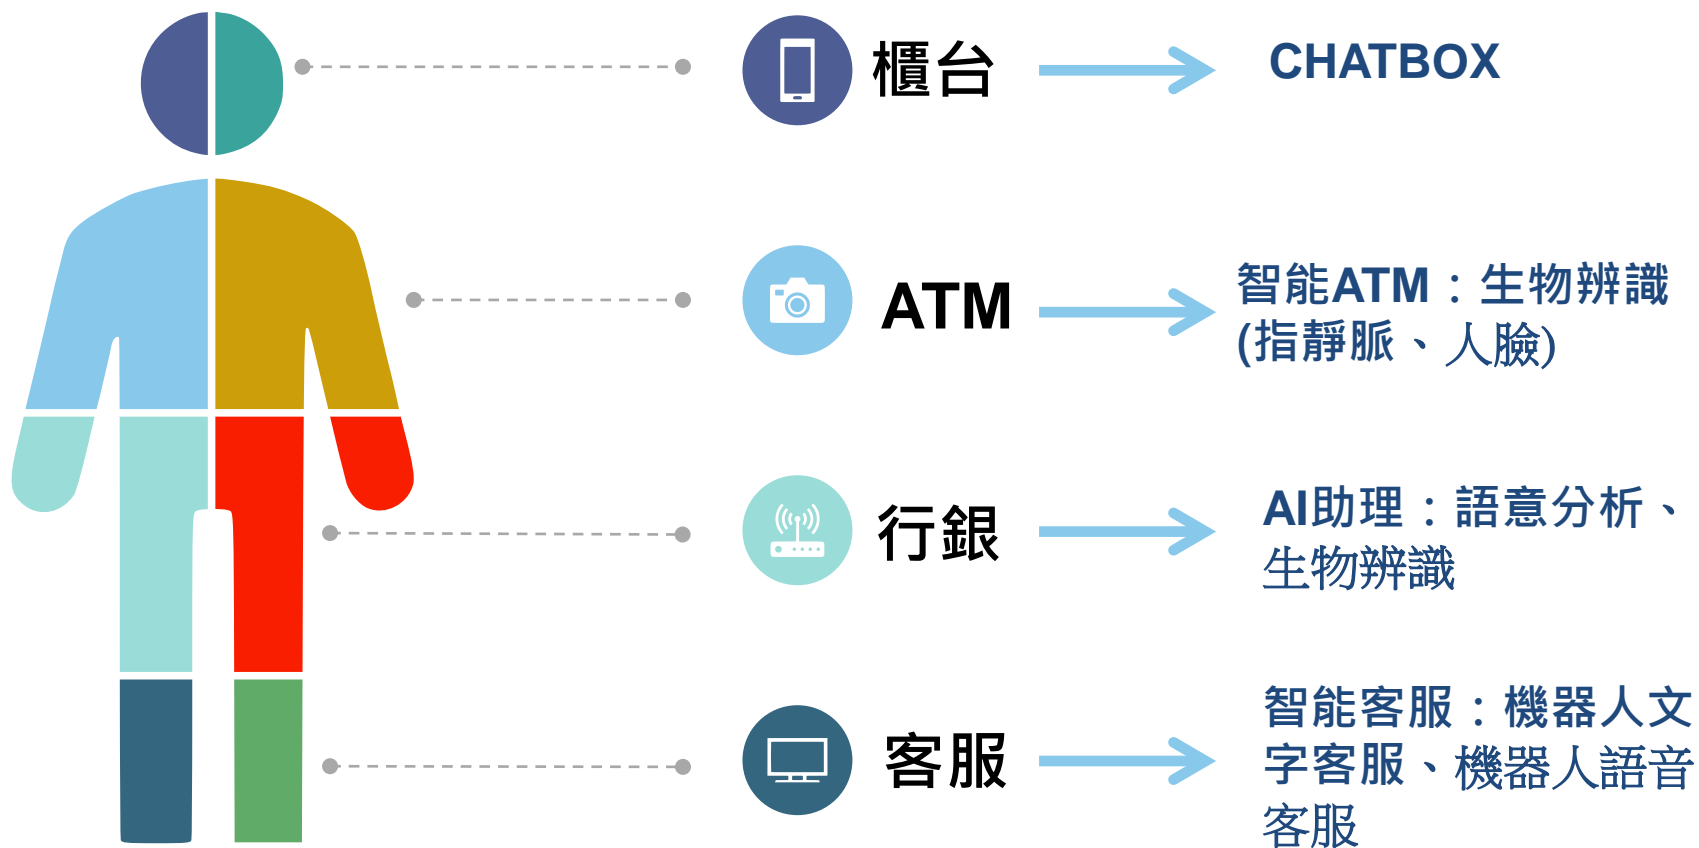 櫃台
CHATBOX
ATM
智能ATM：生物辨識
(指靜脈、人臉)
行銀
AI助理：語意分析、
生物辨識
客服
智能客服：機器人文
字客服、機器人語音
客服